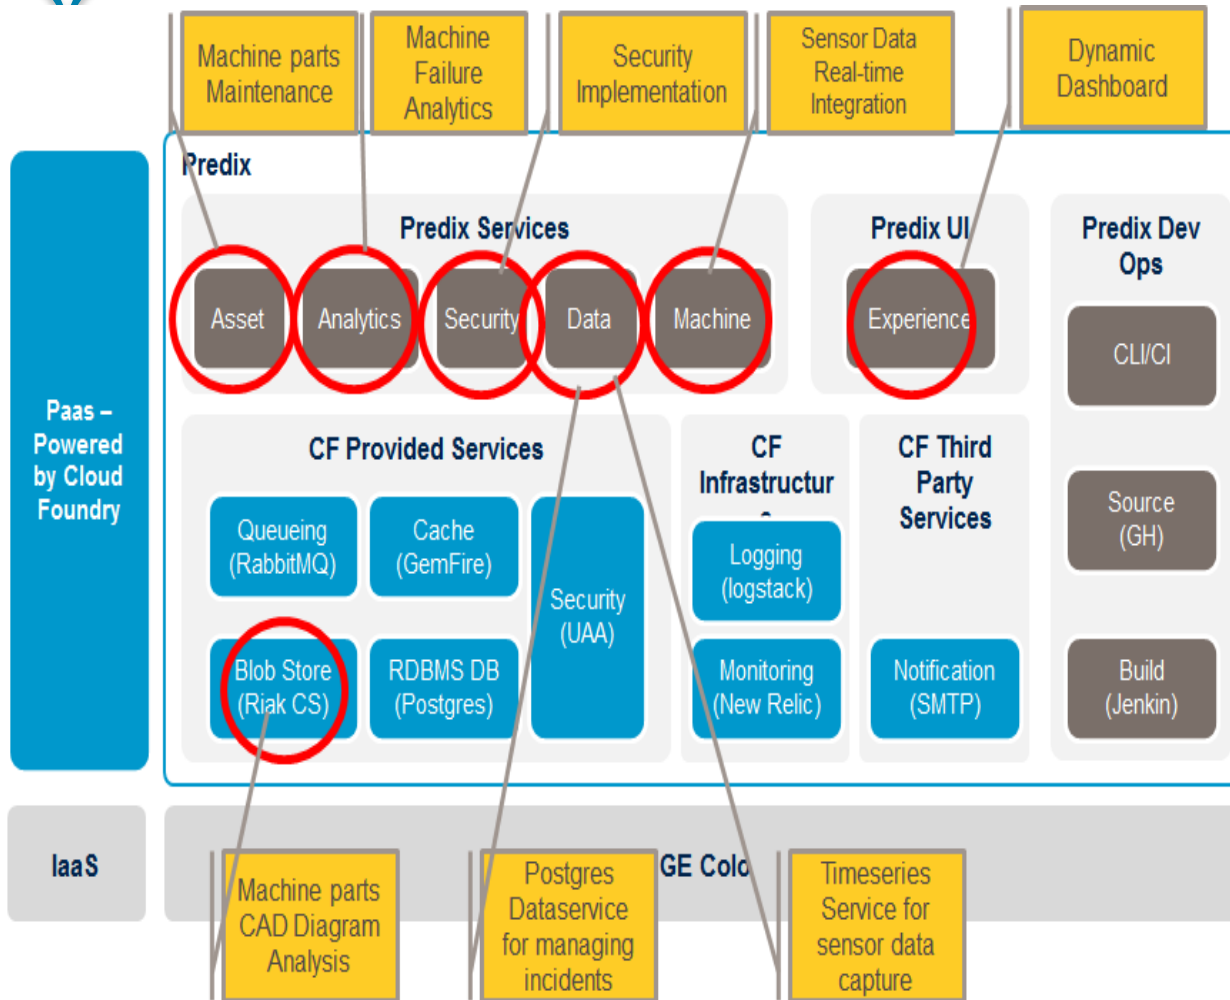 Machine parts
Maintenance
Machine
Failure
Analytics
Security
Implementation
Sensor Data
Real-time
Integration
Dynamic
Dashboard
Paas –
Powered
by Cloud
Foundry
Predix
Predix Services
Asset
Analytics
Security
Data
Machine
Predix UI
Experience
Predix Dev
Ops
CLI/CI
Source
(GH)
Build
(Jenkin)
CF Provided Services
Queueing
(RabbitMQ)
Cache
(GemFire)
Security
(UAA)
Blob Store
(Riak CS)
RDBMS DB
(Postgres)
CF
Infrastructur
Logging
(logstack)
Monitoring
(New Relic)
CF Third
Party
Services
Notification
(SMTP)
IaaS
GE Colo
Machine parts
CAD Diagram
Analysis
Postgres
Dataservice
for managing
incidents
Timeseries
Service for
sensor data
capture